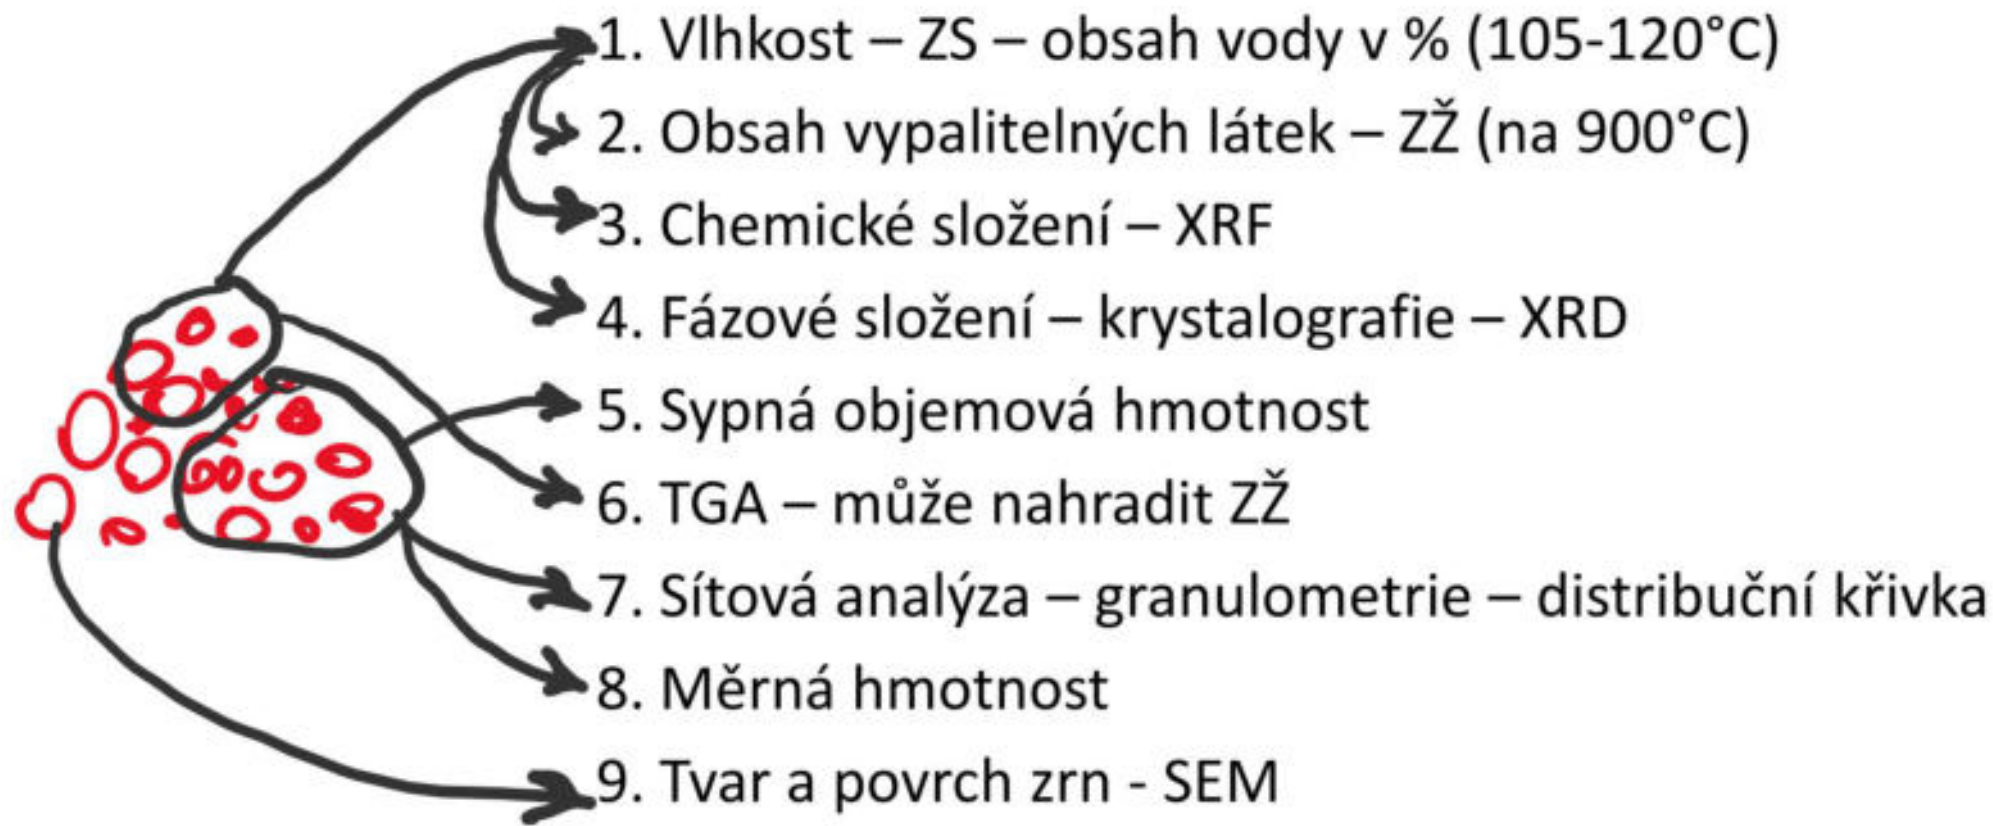 1. Vlhkost – ZS – obsah vody v % (105-120°C)
2. Obsah vypalitelných látek – ZŽ (na 900°C)
3. Chemické složení – XRF
4. Fázové složení – krystalografie – XRD
5. Sypná objemová hmotnost
6. TGA – může nahradit ZŽ
7. Sítová analýza – granulometrie – distribuční křivka
8. Měrná hmotnost
9. Tvar a povrch zrn - SEM